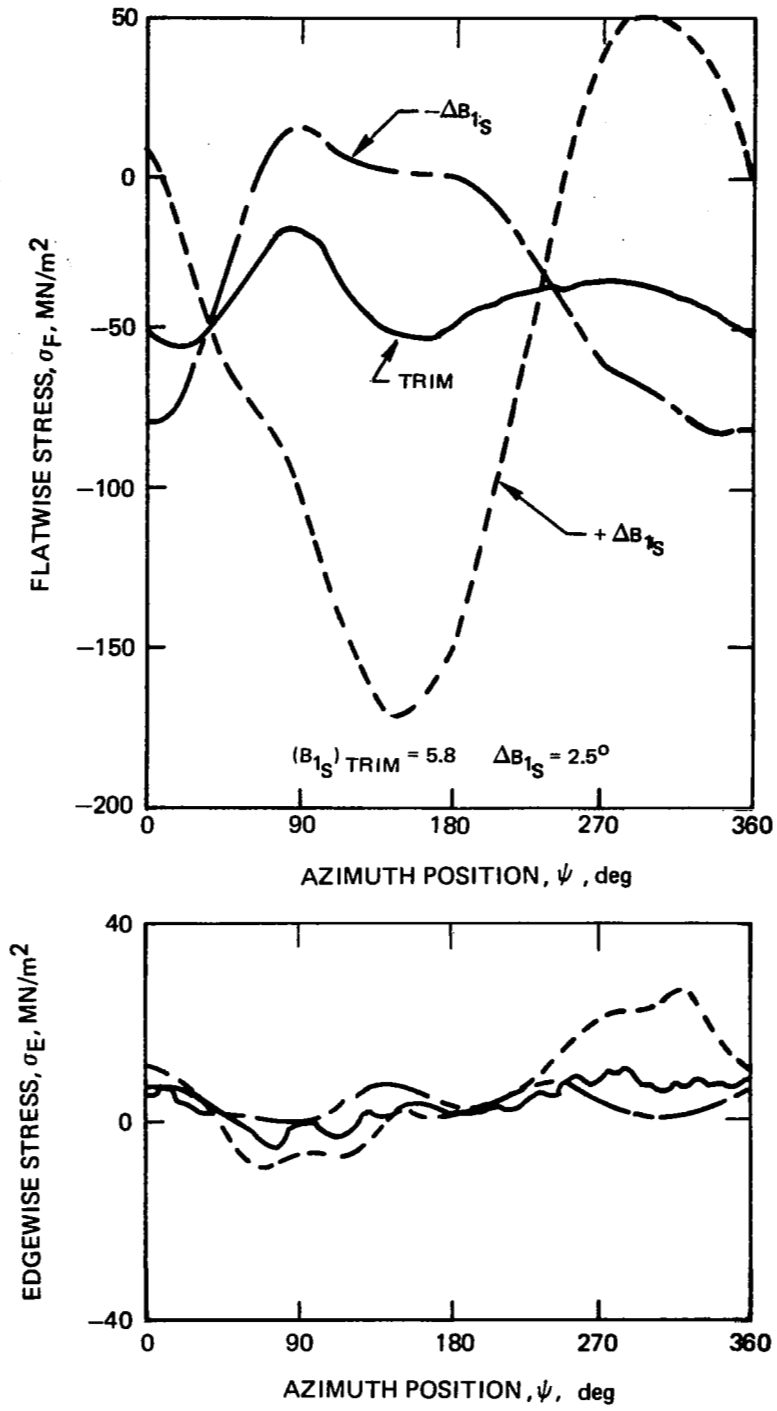 50
0
−50
−100
−150
−200
FLATWISE STRESS, σF, MN/m2
−ΔB1S
TRIM
+ ΔB1S
(B1S) TRIM = 5.8 ΔB1S = 2.5°
0 90 180 270 360
AZIMUTH POSITION, ψ , deg
40
0
−40
EDGEWISE STRESS, σE, MN/m2
0 90 180 270 360
AZIMUTH POSITION, ψ, deg